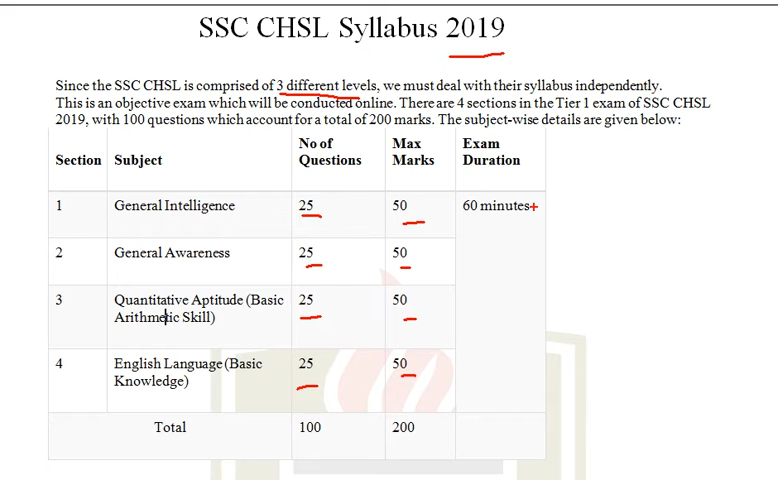 SSC CHSL Syllabus 2019
Since the SSC CHSL is comprised of 3 different levels, we must deal with their syllabus independently.
This is an objective exam which will be conducted online. There are 4 sections in the Tier 1 exam of SSC CHSL
2019, with 100 questions which account for a total of 200 marks. The subject-wise details are given below:
Section Subject No of Questions Max Marks Exam Duration
1 General Intelligence 25 50 60 minutes
2 General Awareness 25 50
3 Quantitative Aptitude (Basic Arithmetic Skill) 25 50
4 English Language (Basic Knowledge) 25 50
Total 100 200